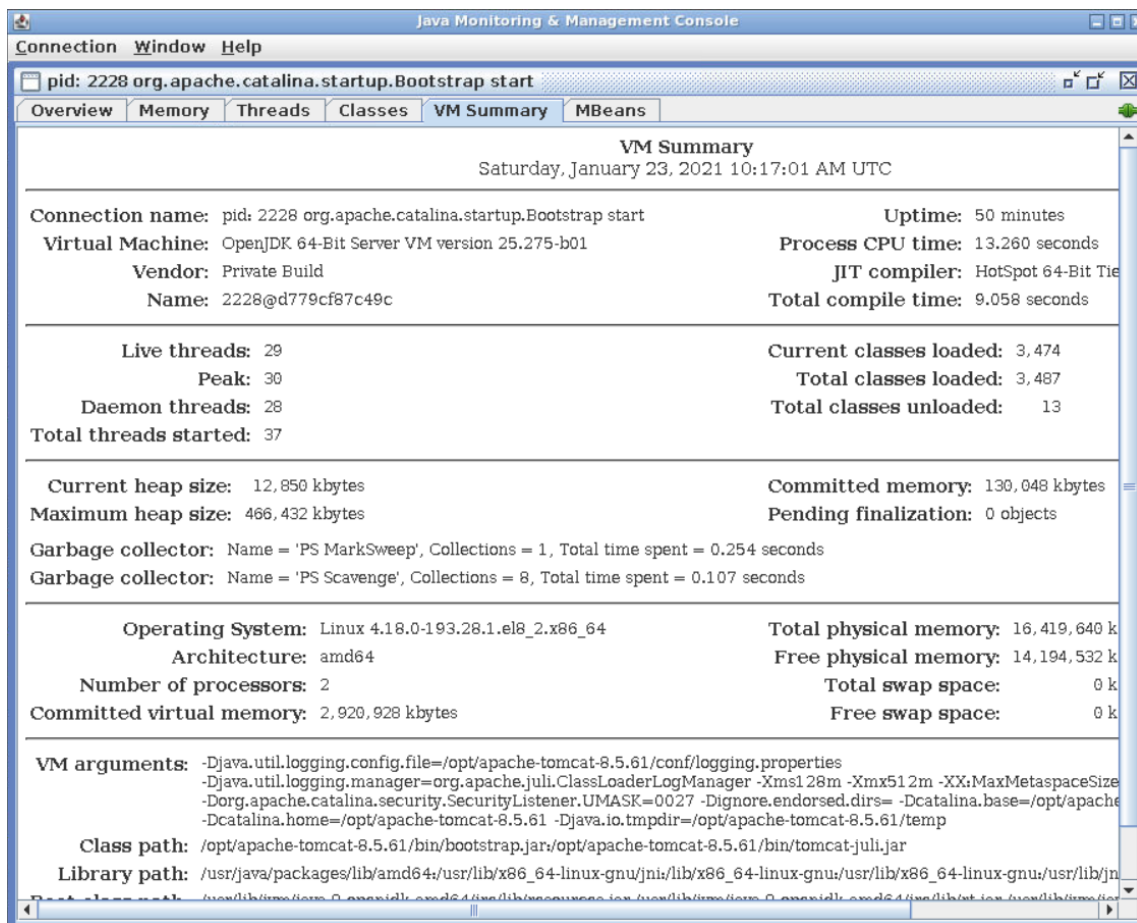 Java Monitoring & Management Console
Connection Window Help
pid: 2228 org.apache.catalina.startup.Bootstrap start
Overview Memory Threads Classes VM Summary MBeans
VM Summary
Saturday, January 23, 2021 10:17:01 AM UTC
Connection name: pid: 2228 org.apache.catalina.startup.Bootstrap start Uptime: 50 minutes
Virtual Machine: OpenJDK 64-Bit Server VM version 25.275-b01 Process CPU time: 13.260 seconds
Vendor: Private Build JIT compiler: HotSpot 64-Bit Tie
Name: 2228@d779cf87c49c Total compile time: 9.058 seconds
Live threads: 29 Current classes loaded: 3,474
Peak: 30 Total classes loaded: 3,487
Daemon threads: 28 Total classes unloaded: 13
Total threads started: 37
Current heap size: 12,850 kbytes Committed memory: 130,048 kbytes
Maximum heap size: 466,432 kbytes Pending finalization: 0 objects
Garbage collector: Name = 'PS MarkSweep', Collections = 1, Total time spent = 0.254 seconds
Garbage collector: Name = 'PS Scavenge', Collections = 8, Total time spent = 0.107 seconds
Operating System: Linux 4.18.0-193.28.1.el8_2.x86_64 Total physical memory: 16,419,640 k
Architecture: amd64 Free physical memory: 14,194,532 k
Number of processors: 2 Total swap space: 0 k
Committed virtual memory: 2,920,928 kbytes Free swap space: 0 k
VM arguments: -Djava.util.logging.config.file=/opt/apache-tomcat-8.5.61/conf/logging.properties
-Djava.util.logging.manager=org.apache.juli.ClassLoaderLogManager -Xms128m -Xmx512m -XX:MaxMetaspaceSize
-Dorg.apache.catalina.security.SecurityListener.UMASK=0027 -Dignore.endorsed.dirs= -Dcatalina.base=/opt/apache
-Dcatalina.home=/opt/apache-tomcat-8.5.61 -Djava.io.tmpdir=/opt/apache-tomcat-8.5.61/temp
Class path: /opt/apache-tomcat-8.5.61/bin/bootstrap.jar:/opt/apache-tomcat-8.5.61/bin/tomcat-juli.jar
Library path: /usr/java/packages/lib/amd64:/usr/lib/x86_64-linux-gnu/jni:/lib/x86_64-linux-gnu:/usr/lib/x86_64-linux-gnu:/usr/lib/jn